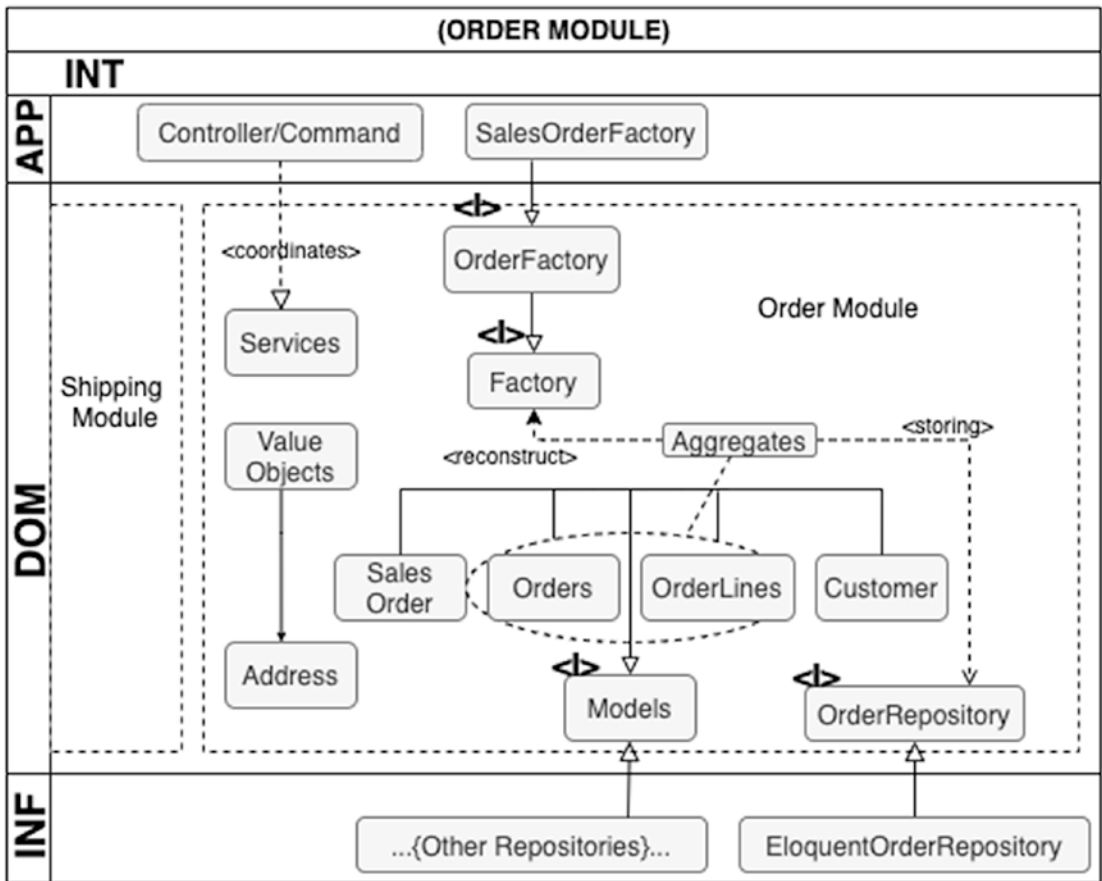 (ORDER MODULE)
INT
APP
Controller/Command
SalesOrderFactory
DOM
<I>
<coordinates>
OrderFactory
Order Module
<I>
Services
Shipping
Module
Factory
Value
Objects
Aggregates
<storing>
<reconstruct>
Sales
Order
Orders
OrderLines
Customer
Address
<I>
Models
<I>
OrderRepository
INF
...{Other Repositories}...
EloquentOrderRepository